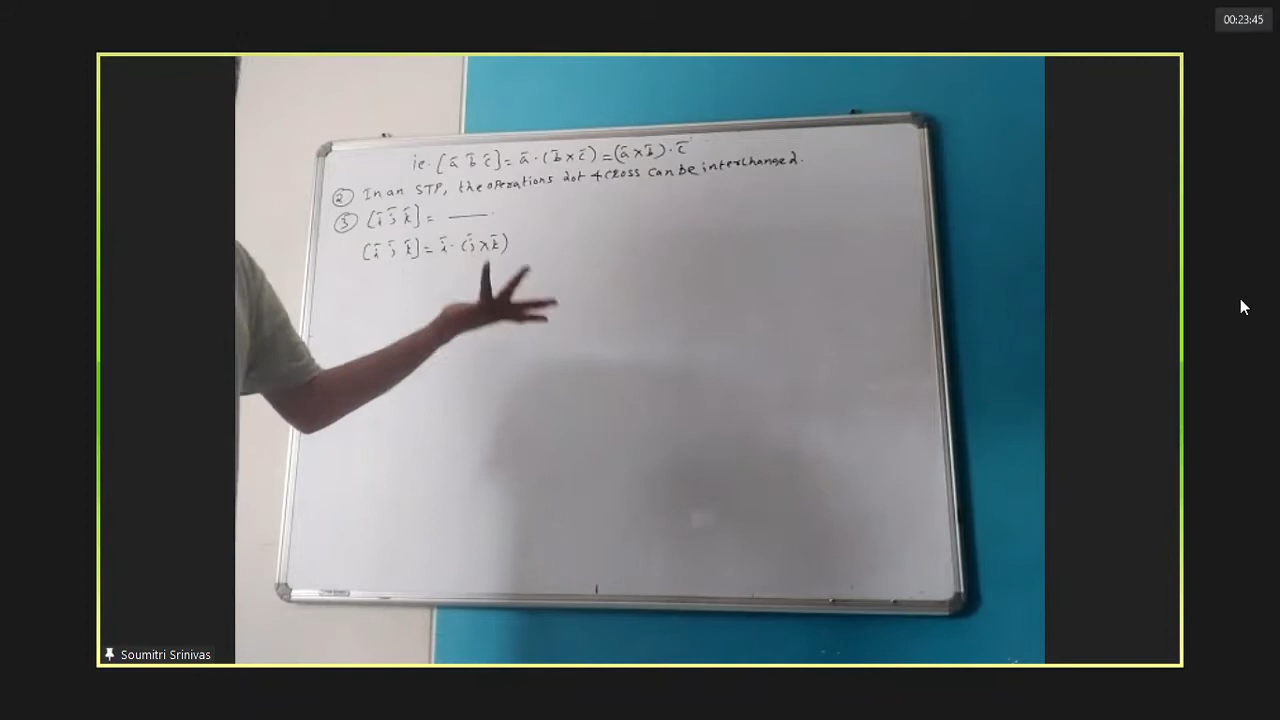 00:23:45
ie. [ā b̄ c̄] = ā · (b̄ × c̄) = (ā × b̄) · c̄
② In an STP, the operations dot & cross can be interchanged.
③ [ī j̄ k̄] = ____.
[ī j̄ k̄] = ī · (j̄ × k̄)
Soumitri Srinivas